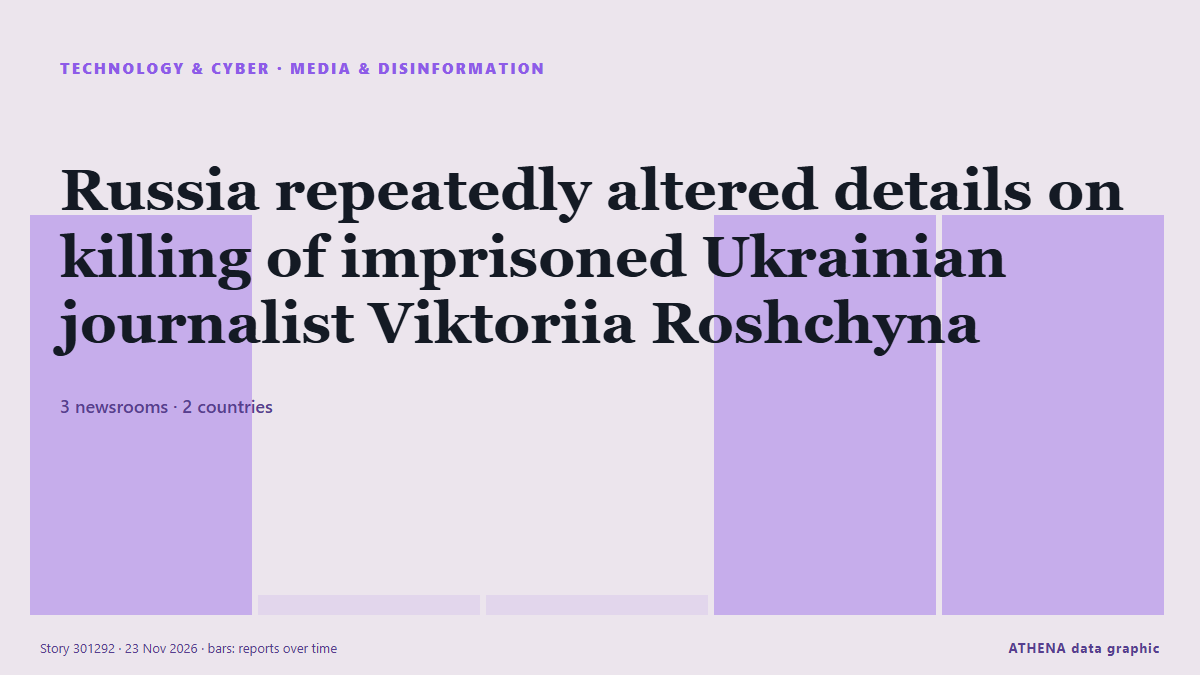 TECHNOLOGY & CYBER · MEDIA & DISINFORMATION
Russia repeatedly altered details on
killing of imprisoned Ukrainian
journalist Viktoriia Roshchyna
3 newsrooms · 2 countries
Story 301292 · 23 Nov 2026 · bars: reports over time
ATHENA data graphic